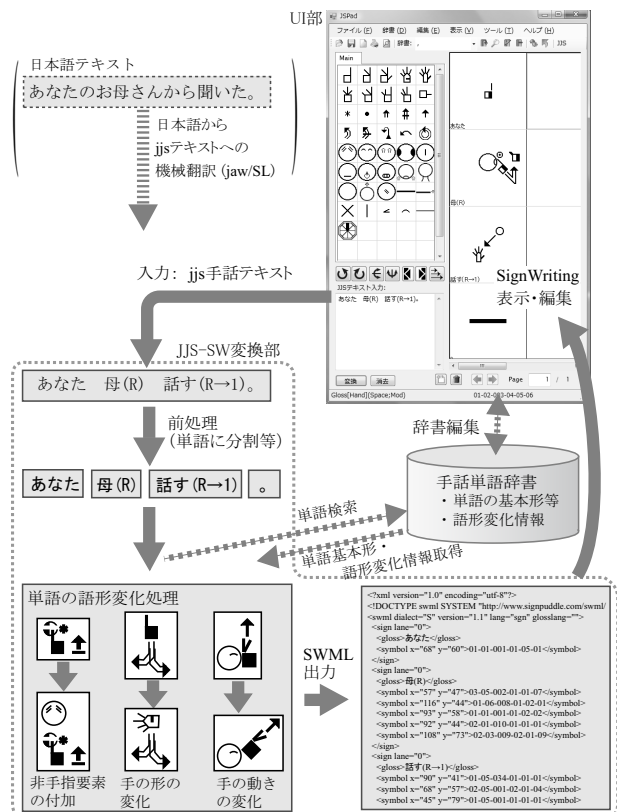 UI部
JSPad
ファイル(F) 辞書(D) 編集(E) 表示(V) ツール(T) ヘルプ(H)
辞書: . JJS
Main
あなた
母(R)
話す(R→1)
SignWriting
表示・編集
JJSテキスト入力:
あなた 母(R) 話す(R→1)。
変換 消去 Page 1 / 1
Gloss[Hand](Space;Mod) 01-02-003-04-05-06
日本語テキスト
あなたのお母さんから聞いた。
日本語から
jjsテキストへの
機械翻訳(jaw/SL)
入力: jjs手話テキスト
JJS-SW変換部
あなた 母(R) 話す(R→1)。
前処理
(単語に分割等)
あなた 母(R) 話す(R→1) 。
辞書編集
手話単語辞書
・単語の基本形等
・語形変化情報
単語検索
単語基本形・
語形変化情報取得
単語の語形変化処理
非手指要素
の付加
手の形の
変化
手の動き
の変化
SWML
出力
<?xml version="1.0" encoding="utf-8"?>
<!DOCTYPE swml SYSTEM "http://www.signpuddle.com/swml/
<swml dialect="S" version="1.1" lang="sgn" glosslang="">
<sign lane="0">
<gloss>あなた</gloss>
<symbol x="68" y="60">01-01-001-01-05-01</symbol>
</sign>
<sign lane="0">
<gloss>母(R)</gloss>
<symbol x="57" y="47">03-05-002-01-01-07</symbol>
<symbol x="116" y="44">01-06-008-01-02-01</symbol>
<symbol x="93" y="58">01-01-001-01-02-02</symbol>
<symbol x="92" y="44">02-01-010-01-01-01</symbol>
<symbol x="108" y="73">02-03-009-02-01-09</symbol>
</sign>
<sign lane="0">
<gloss>話す(R→1)</gloss>
<symbol x="90" y="41">01-05-034-01-01-01</symbol>
<symbol x="68" y="57">02-05-001-02-01-04</symbol>
<symbol x="45" y="79">01-05-001-01-01-01</symbol>